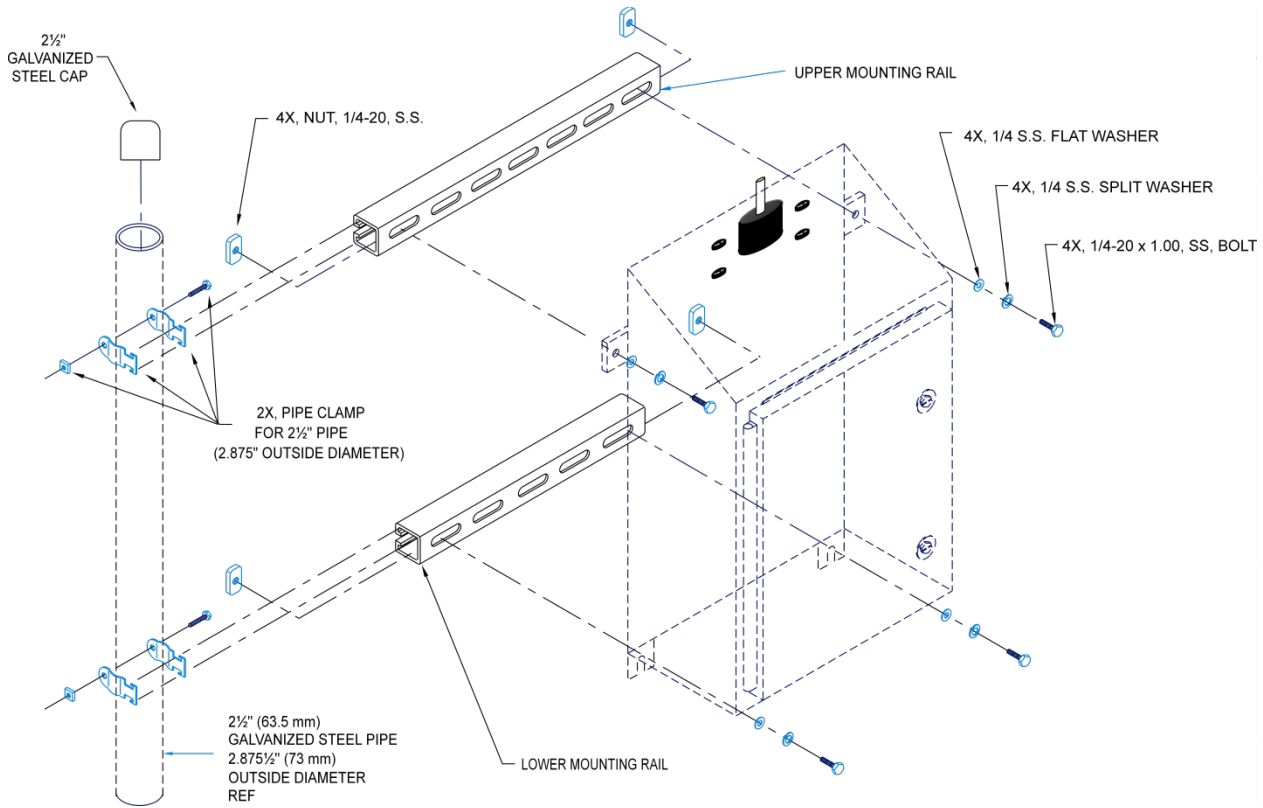 2½"
GALVANIZED
STEEL CAP
4X, NUT, 1/4-20, S.S.
UPPER MOUNTING RAIL
4X, 1/4 S.S. FLAT WASHER
4X, 1/4 S.S. SPLIT WASHER
4X, 1/4-20 x 1.00, SS, BOLT
2X, PIPE CLAMP
FOR 2½" PIPE
(2.875" OUTSIDE DIAMETER)
2½" (63.5 mm)
GALVANIZED STEEL PIPE
2.875½" (73 mm)
OUTSIDE DIAMETER
REF
LOWER MOUNTING RAIL